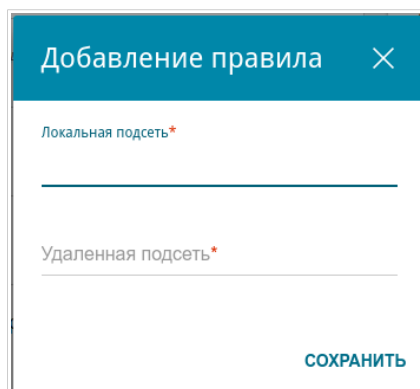 Добавление правила
Локальная подсеть*
Удаленная подсеть*
СОХРАНИТЬ